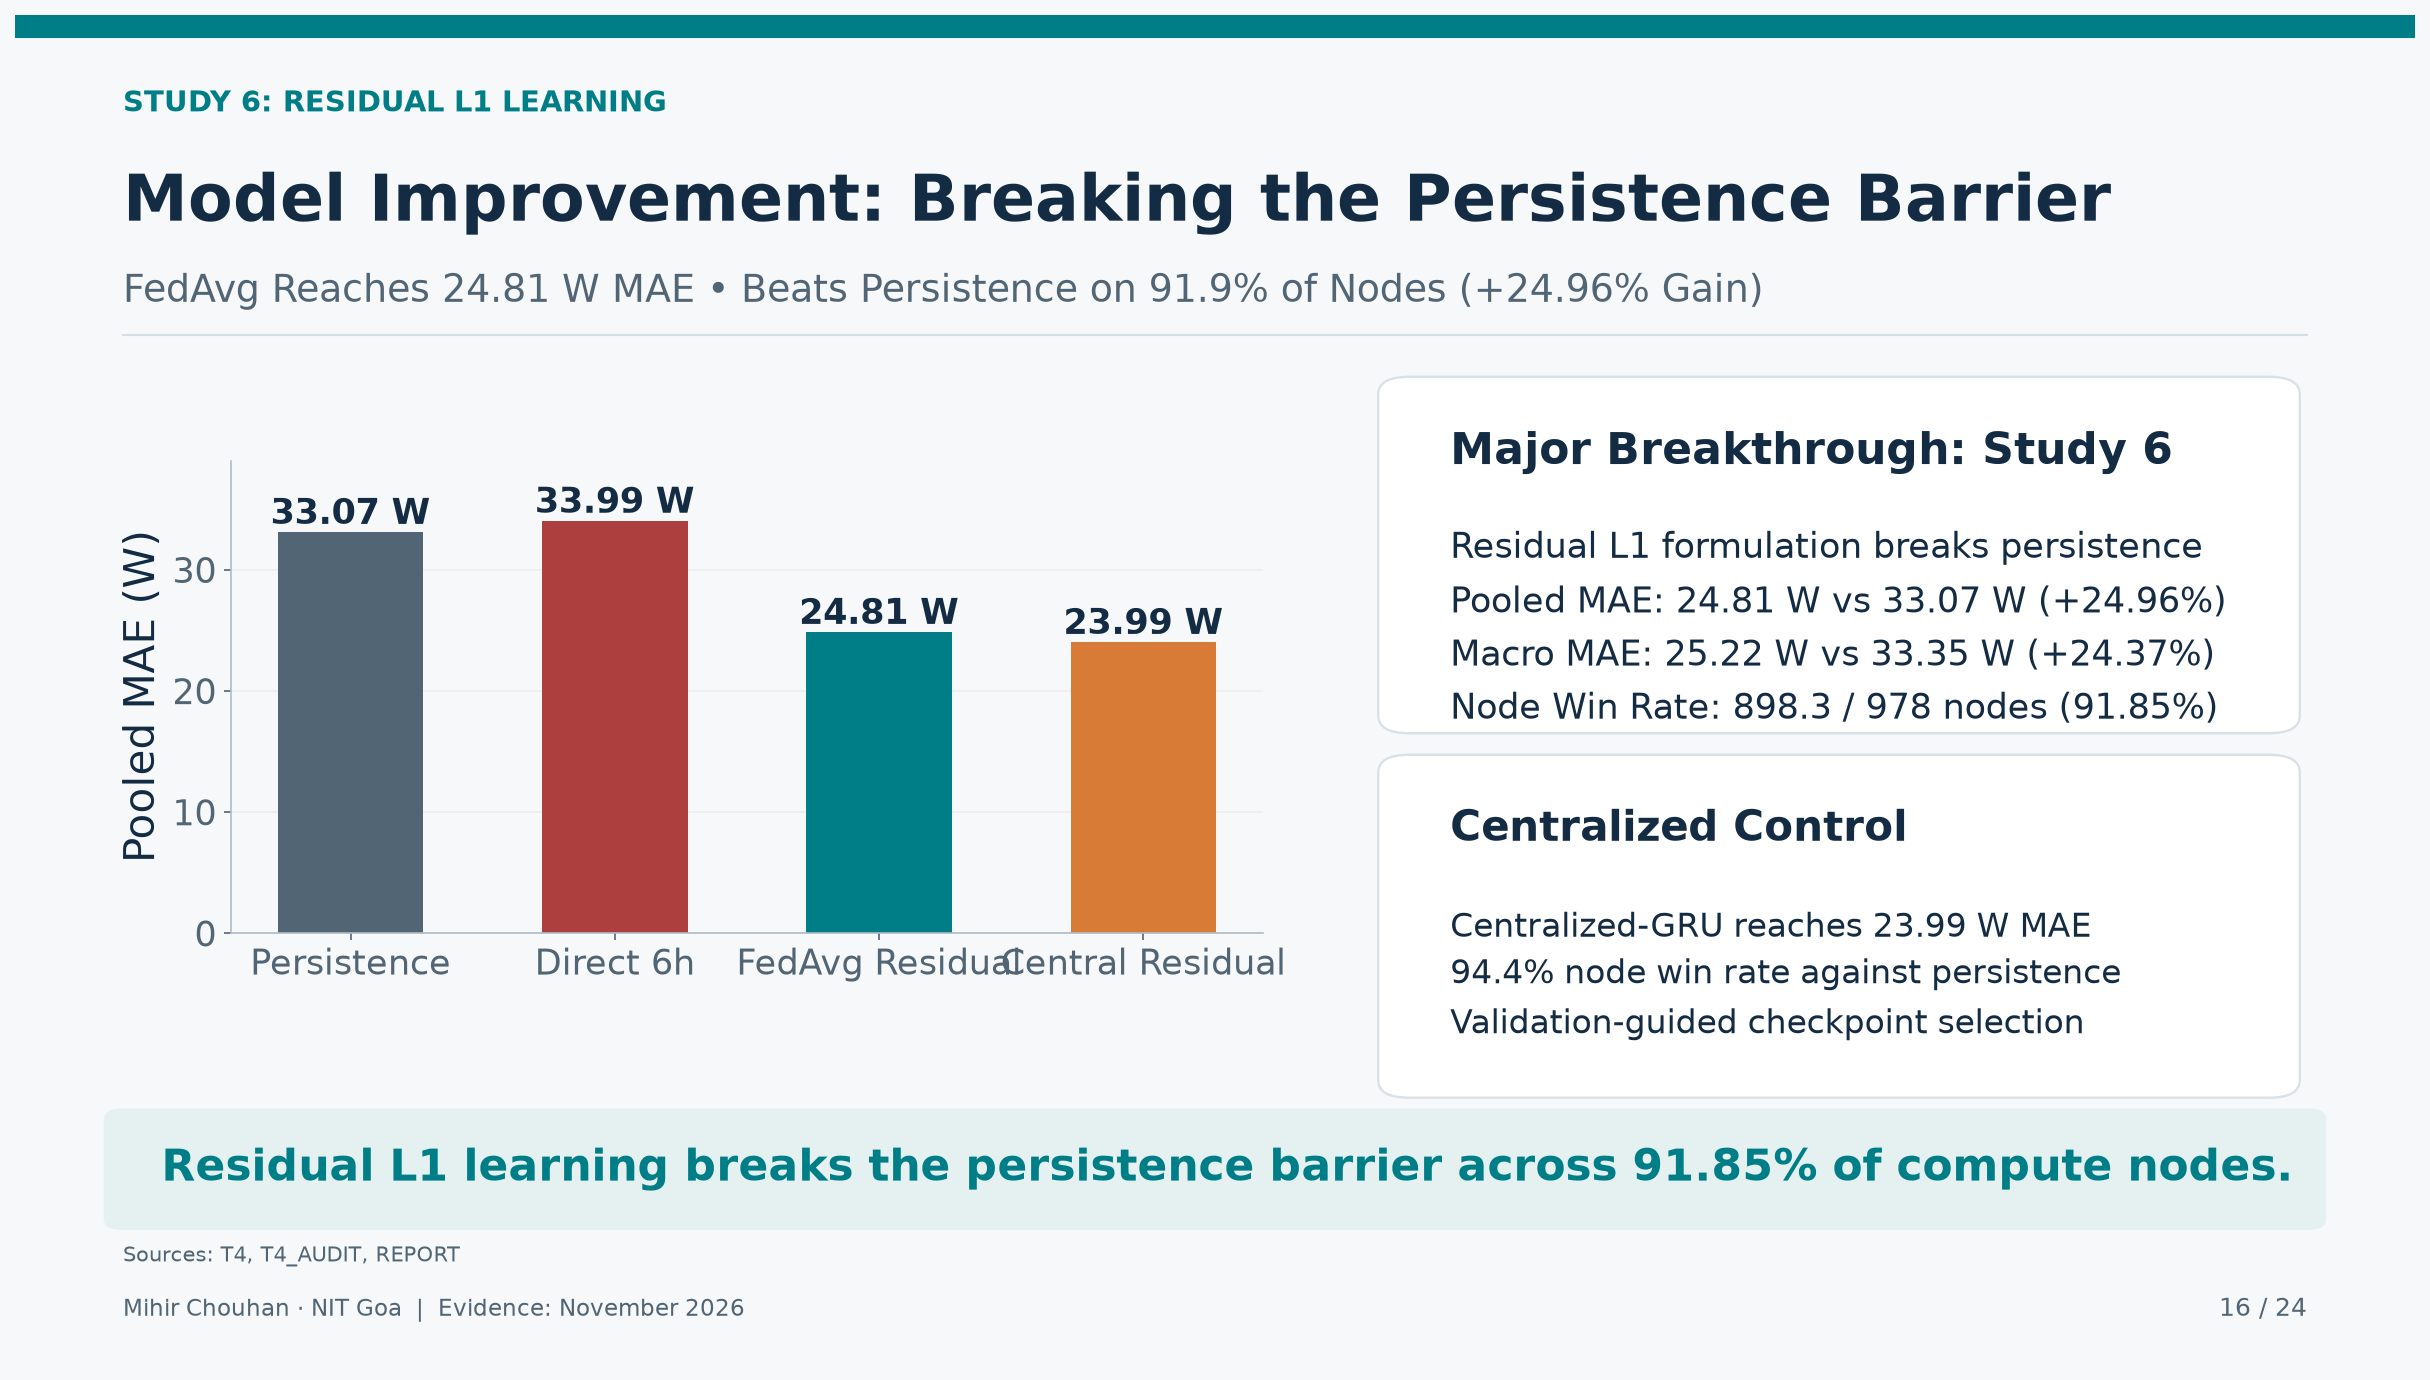 STUDY 6: RESIDUAL L1 LEARNING
Model Improvement: Breaking the Persistence Barrier
FedAvg Reaches 24.81 W MAE • Beats Persistence on 91.9% of Nodes (+24.96% Gain)
Pooled MAE (W)
30
20
10
0
33.07 W
33.99 W
24.81 W
23.99 W
Persistence
Direct 6h
FedAvg Residual
Central Residual
Major Breakthrough: Study 6
Residual L1 formulation breaks persistence
Pooled MAE: 24.81 W vs 33.07 W (+24.96%)
Macro MAE: 25.22 W vs 33.35 W (+24.37%)
Node Win Rate: 898.3 / 978 nodes (91.85%)
Centralized Control
Centralized-GRU reaches 23.99 W MAE
94.4% node win rate against persistence
Validation-guided checkpoint selection
Residual L1 learning breaks the persistence barrier across 91.85% of compute nodes.
Sources: T4, T4_AUDIT, REPORT
Mihir Chouhan · NIT Goa | Evidence: November 2026
16 / 24